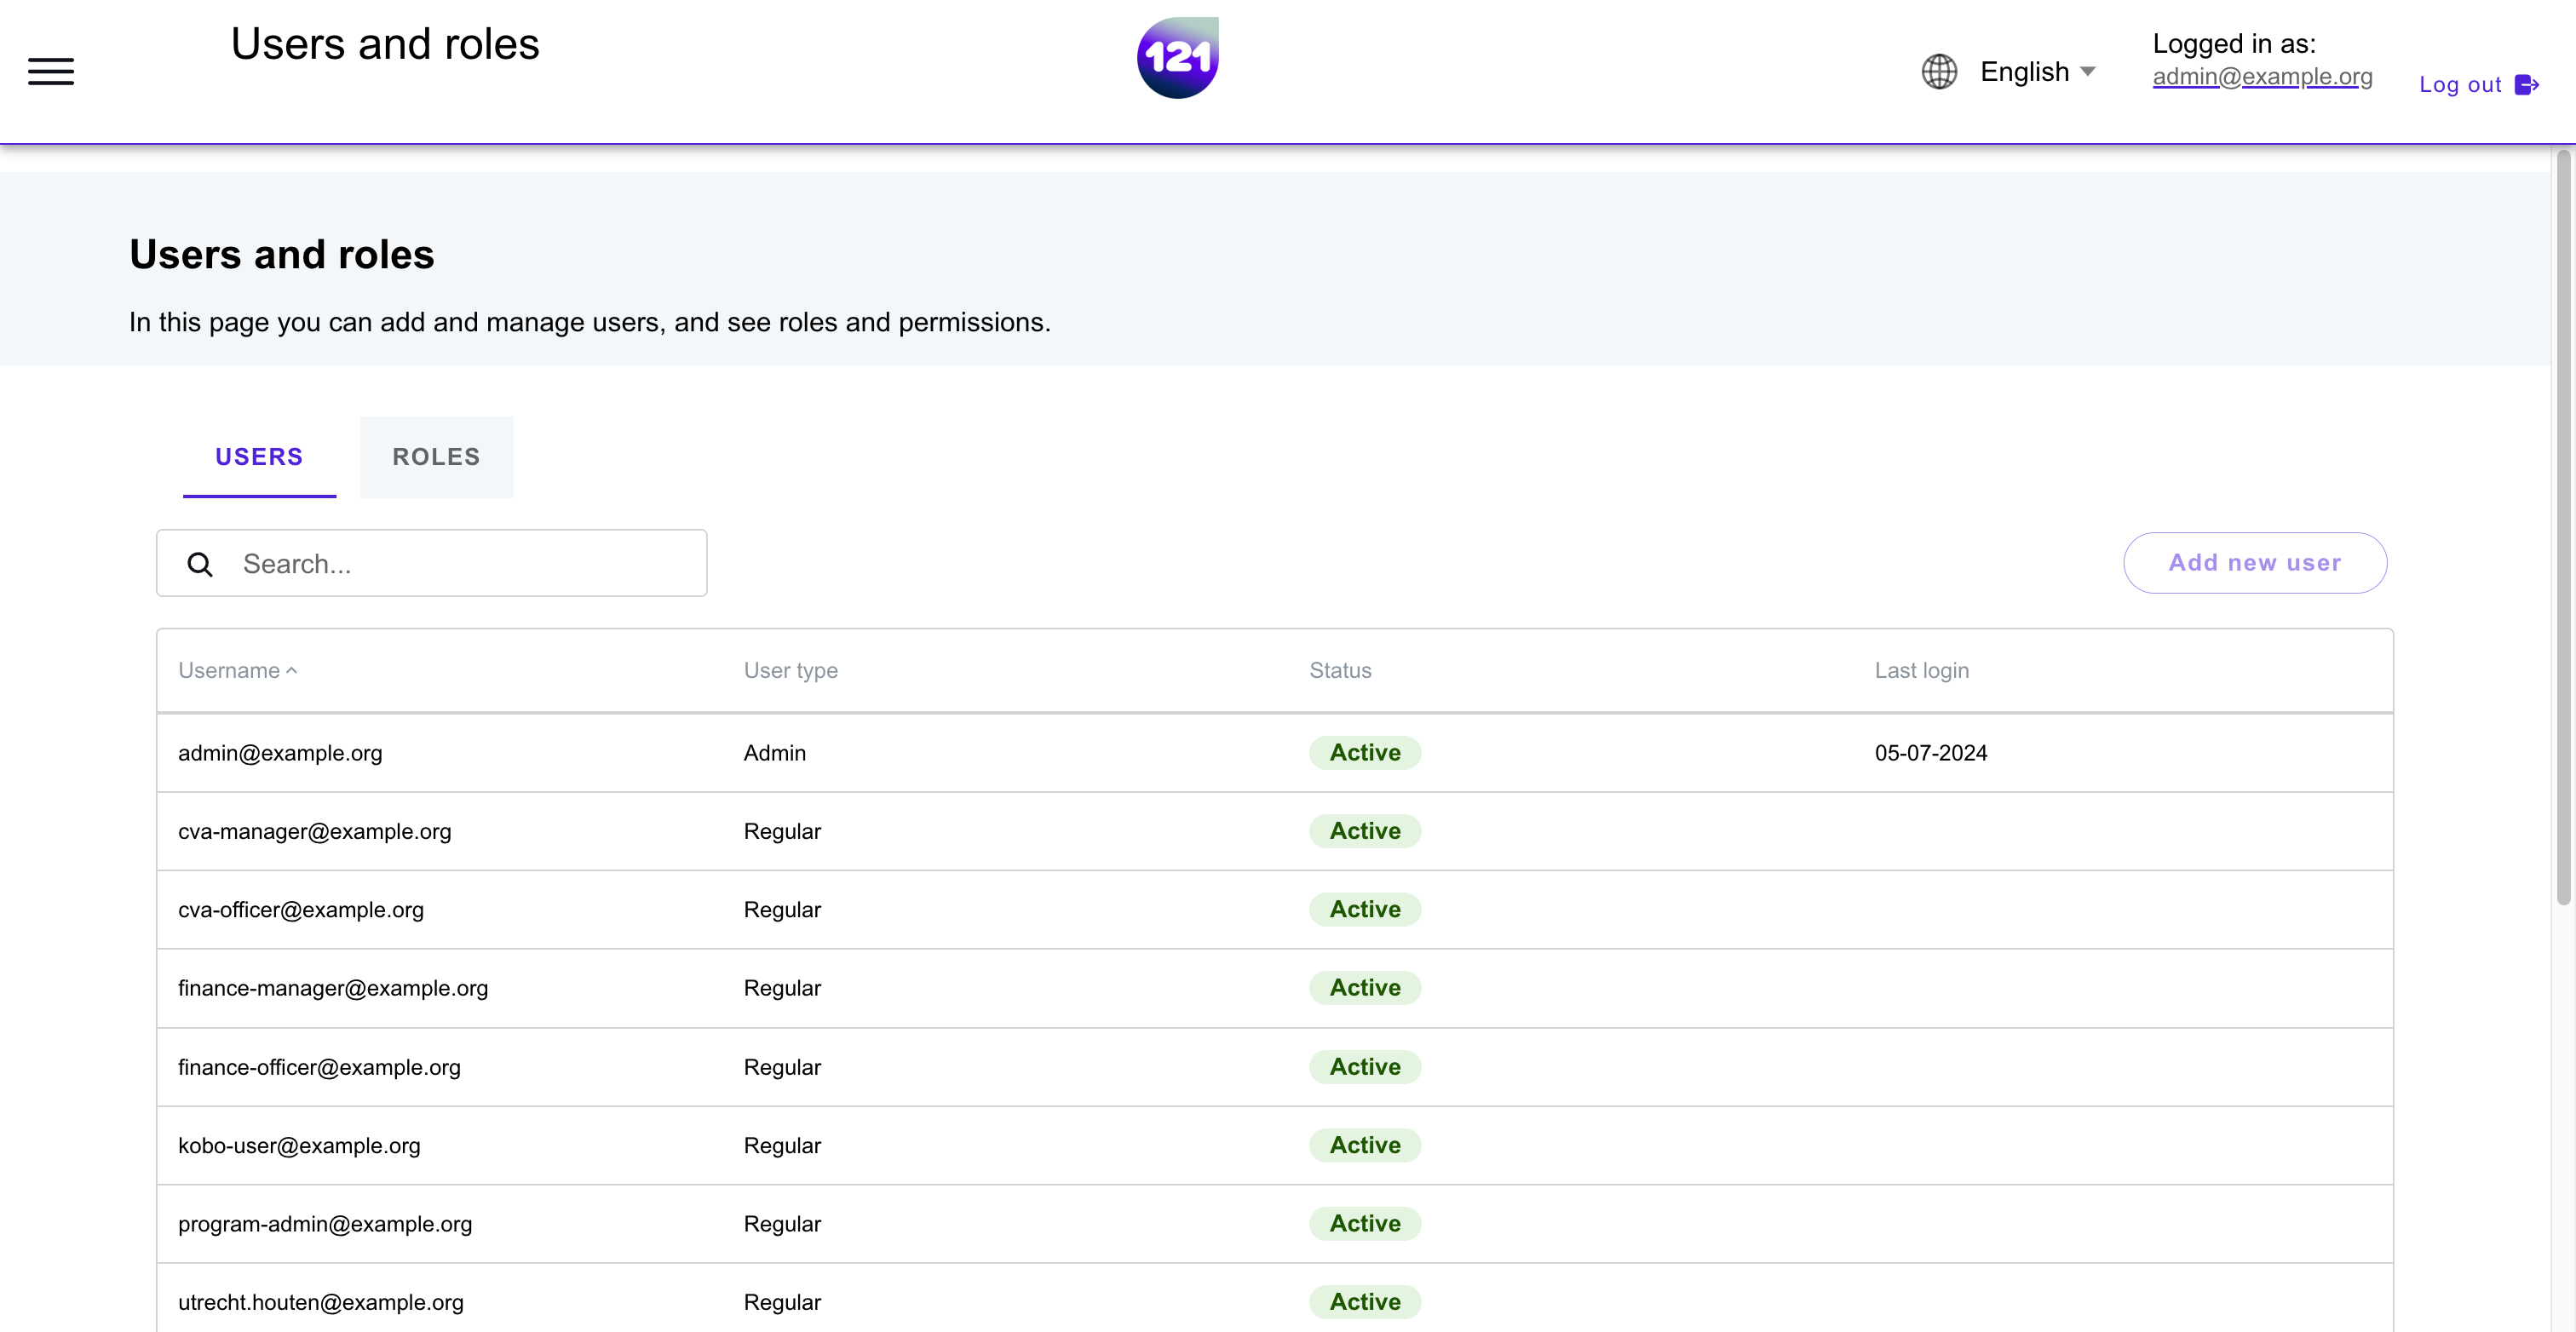 Users and roles
121
English
Logged in as:
admin@example.org
Log out
Users and roles
In this page you can add and manage users, and see roles and permissions.
USERS ROLES
Search...
Add new user
Username User type Status Last login
admin@example.org Admin Active 05-07-2024
cva-manager@example.org Regular Active
cva-officer@example.org Regular Active
finance-manager@example.org Regular Active
finance-officer@example.org Regular Active
kobo-user@example.org Regular Active
program-admin@example.org Regular Active
utrecht.houten@example.org Regular Active